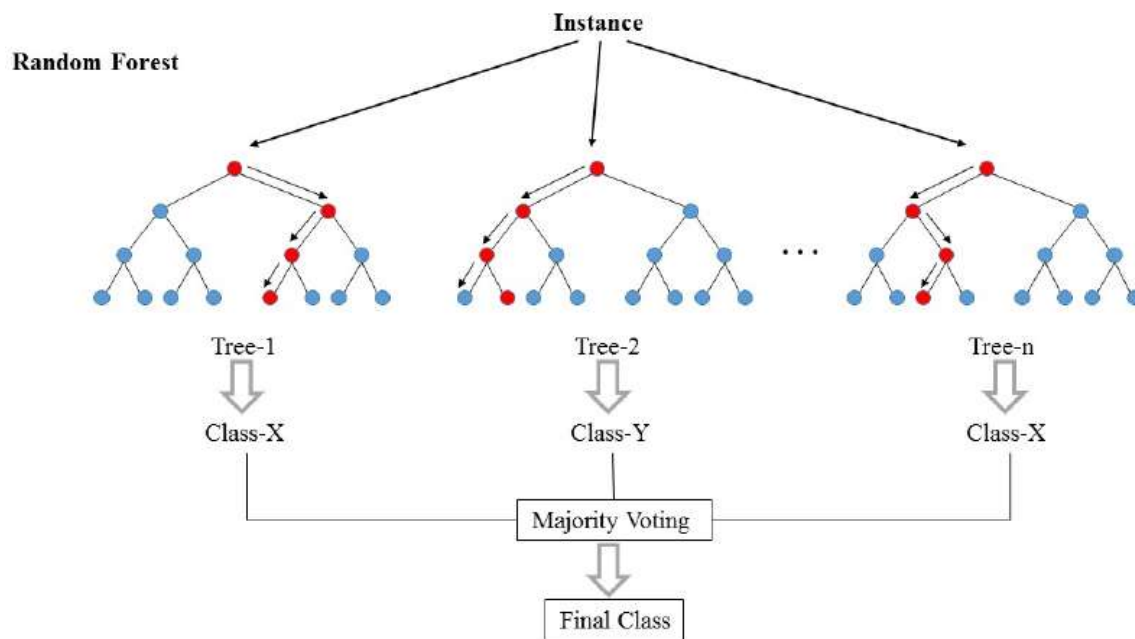 Instance
Random Forest
...
Tree-1 Tree-2 Tree-n
Class-X Class-Y Class-X
Majority Voting
Final Class